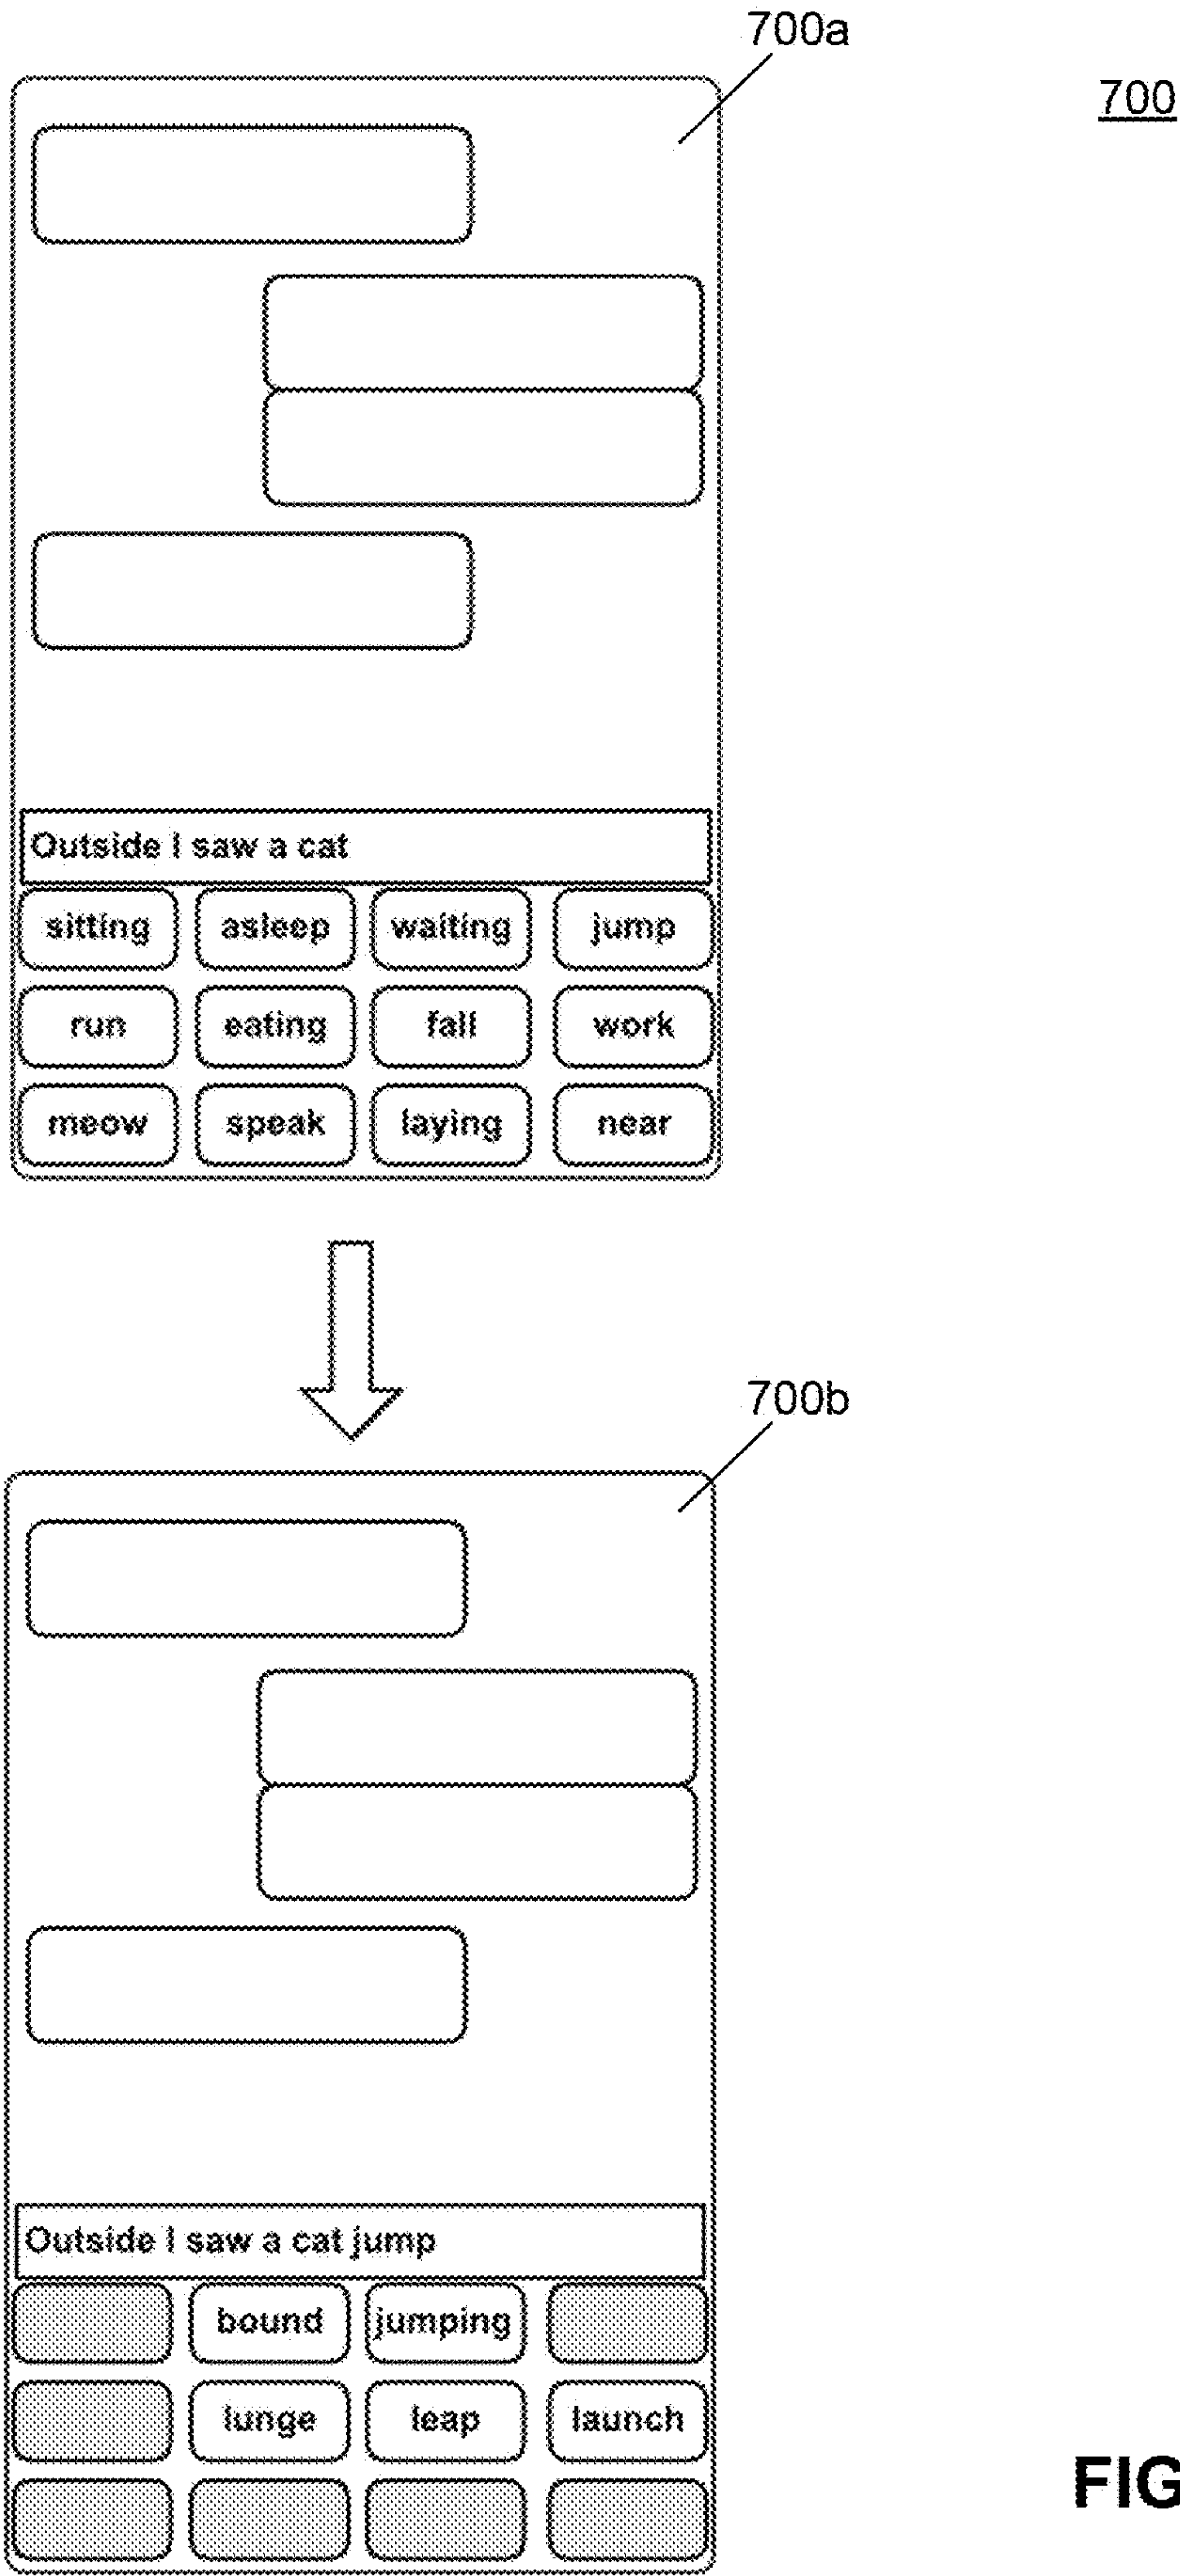 700a
700
Outside I saw a cat
sitting asleep waiting jump
run eating fall work
meow speak laying near
700b
Outside I saw a cat jump
bound jumping
lunge leap launch
FIG